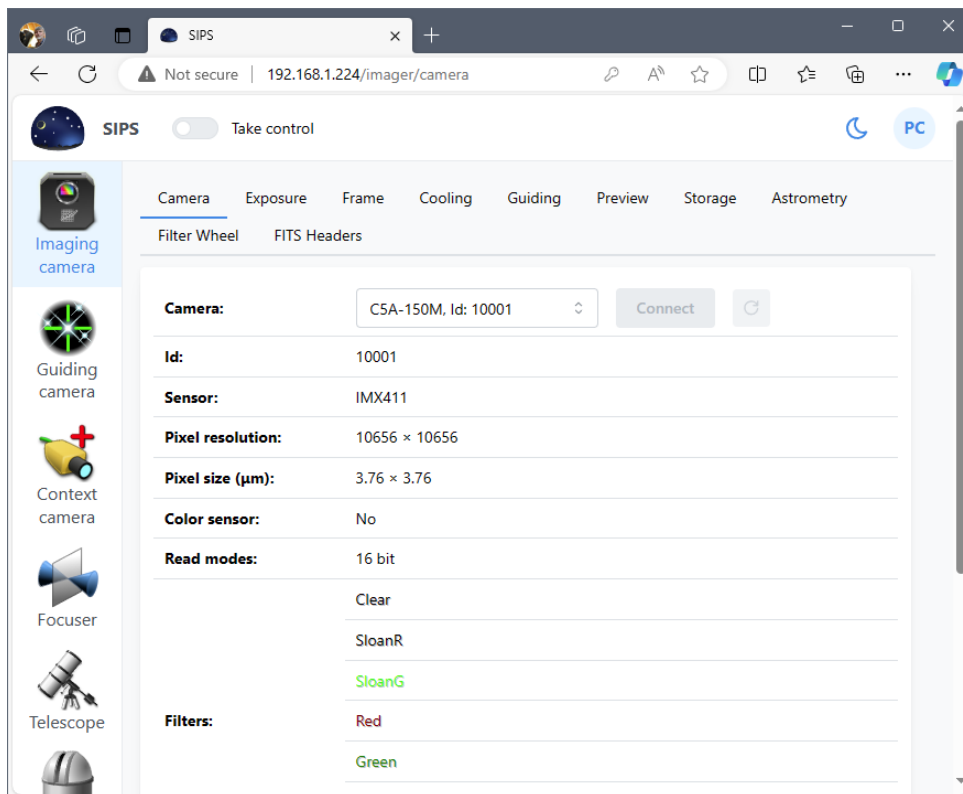 SIPS
Not secure 192.168.1.224/imager/camera
SIPS Take control PC
Imaging camera
Guiding camera
Context camera
Focuser
Telescope
Camera Exposure Frame Cooling Guiding Preview Storage Astrometry
Filter Wheel FITS Headers
Camera: C5A-150M, Id: 10001 Connect
Id: 10001
Sensor: IMX411
Pixel resolution: 10656 × 10656
Pixel size (μm): 3.76 × 3.76
Color sensor: No
Read modes: 16 bit
Filters:
Clear
SloanR
SloanG
Red
Green